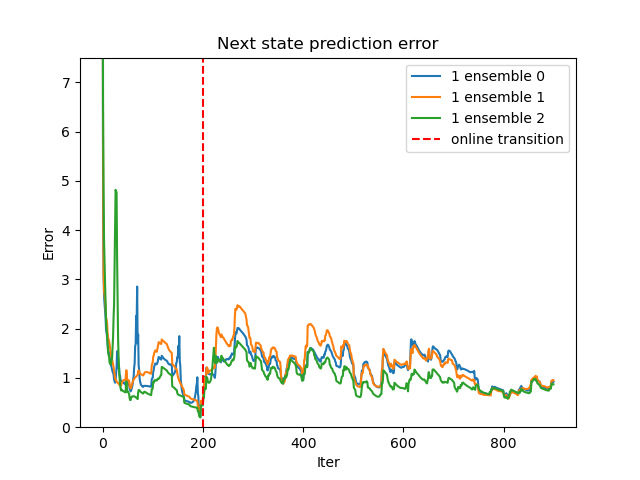 Next state prediction error
7
6
5
4
3
2
1
0
Error
0
200
400
600
800
Iter
1 ensemble 0
1 ensemble 1
1 ensemble 2
online transition